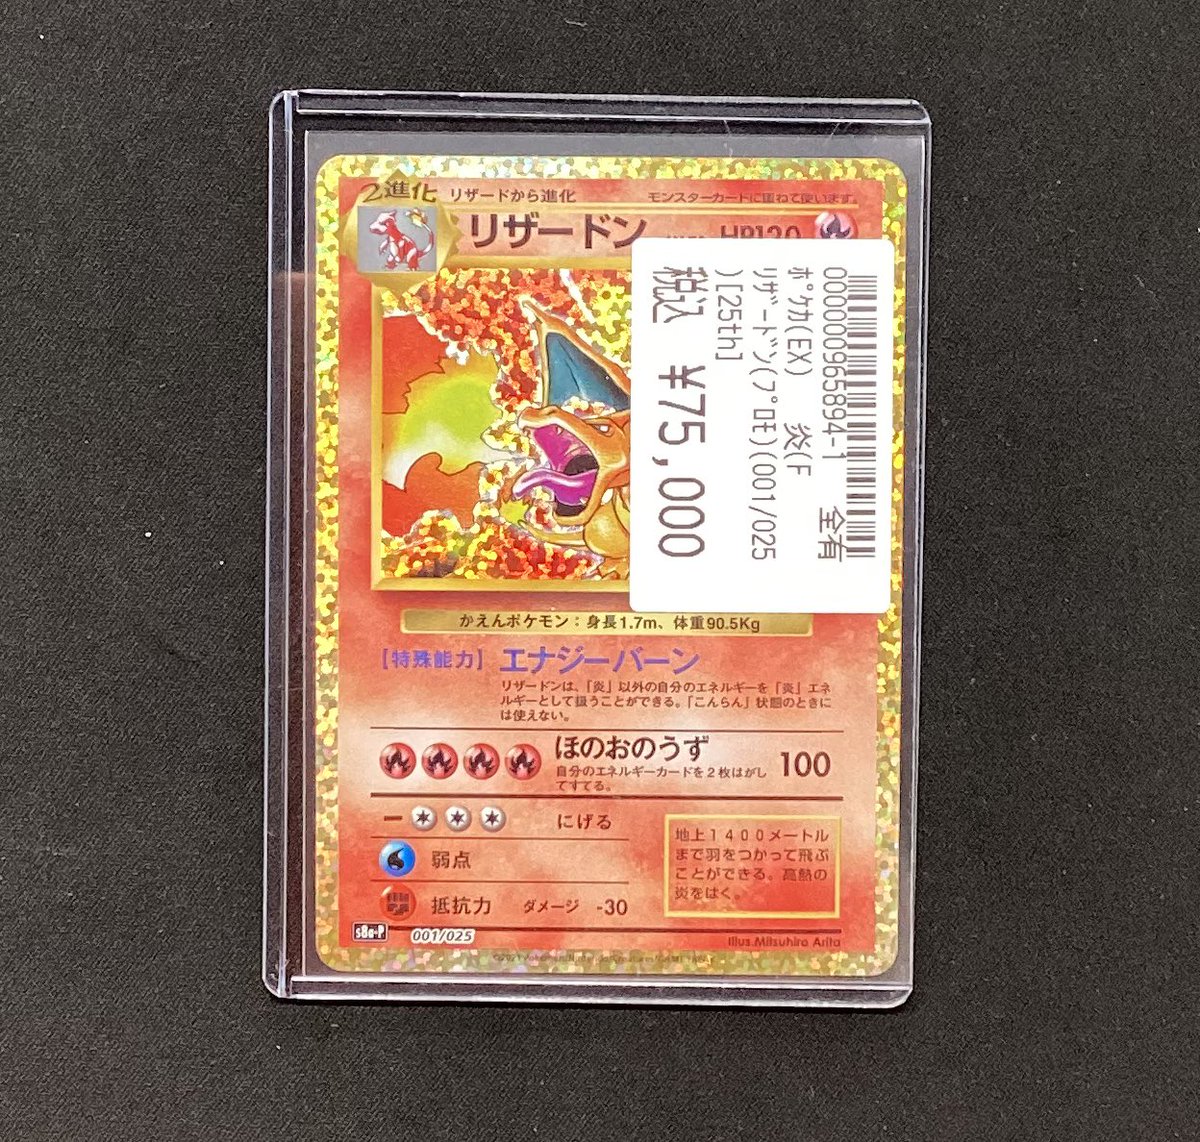 2進化 リザードから進化 モンスターカードに重ねて使います。
リザードン HP120
0000000965894-1
全有
ﾎﾟｹｶ(EX) 炎(F
ﾘｻﾞｰﾄﾞﾝ(ﾌﾟﾛﾓ)(001/025
)[25th]
税込 ¥75,000
かえんポケモン：身長1.7m、体重90.5Kg
【特殊能力】 エナジーバーン
リザードンは、「炎」以外の自分のエネルギーを「炎」エネ
ルギーとして扱うことができる。「こんらん」状態のときに
は使えない。
ほのおのうず 100
自分のエネルギーカードを2枚はがし
てすてる。
にげる
弱点
抵抗力 ダメージ -30
地上１４００メートル
まで羽をつかって飛ぶ
ことができる。高熱の
炎をはく。
s8a-P 001/025 Illus.Mitsuhiro Arita